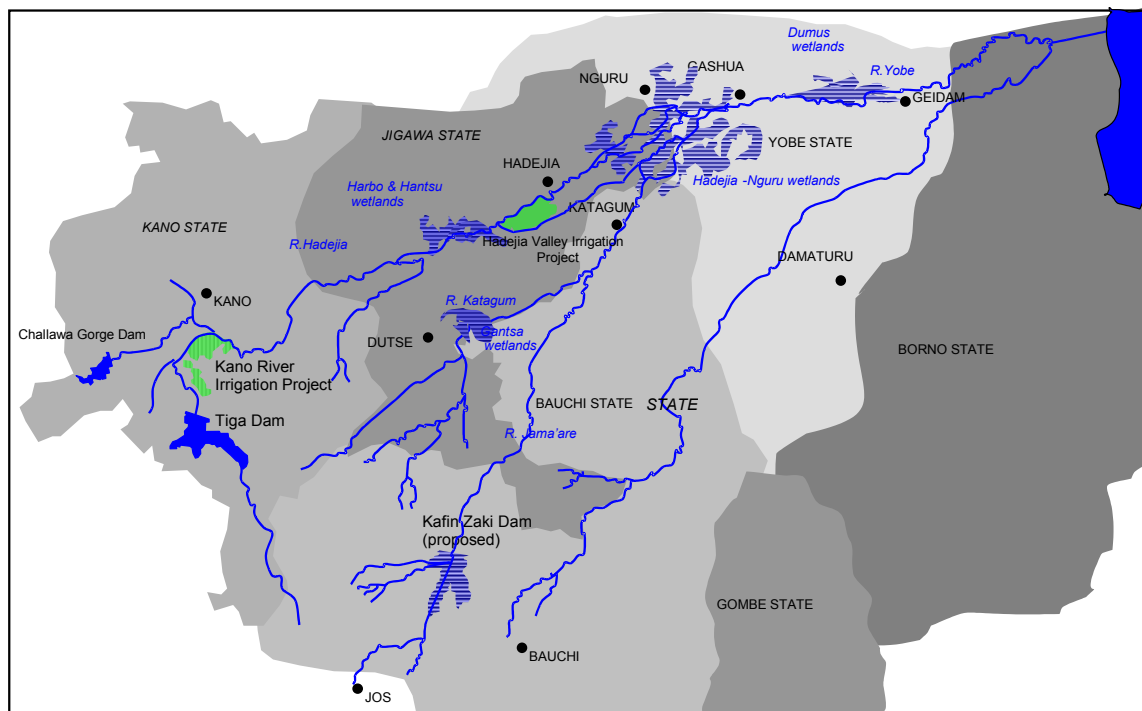 Dumus
wetlands
GASHUA
NGURU
R.Yobe
GEIDAM
JIGAWA STATE
YOBE STATE
HADEJIA
Harbo & Hantsu
wetlands
Hadejia -Nguru wetlands
KATAGUM
KANO STATE
R.Hadejia
Hadejia Valley Irrigation
Project
DAMATURU
KANO
R. Katagum
Challawa Gorge Dam
DUTSE
Gantsa
wetlands
BORNO STATE
Kano River
Irrigation Project
BAUCHI STATE
STATE
Tiga Dam
R. Jama'are
Kafin Zaki Dam
(proposed)
GOMBE STATE
BAUCHI
JOS